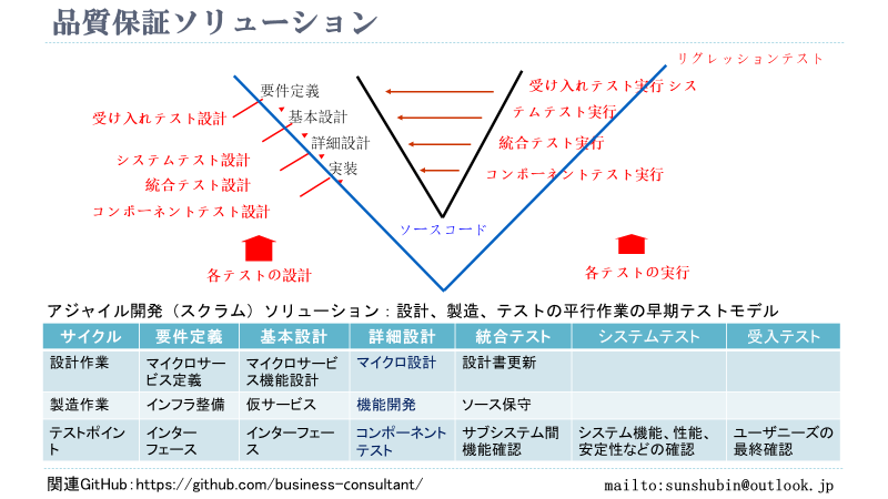 品質保証ソリューション
リグレッションテスト
要件定義
受け入れテスト実行 シス
受け入れテスト設計
基本設計
テムテスト実行
詳細設計
統合テスト実行
システムテスト設計
実装
コンポーネントテスト実行
統合テスト設計
コンポーネントテスト設計
ソースコード
各テストの設計
各テストの実行
アジャイル開発（スクラム）ソリューション：設計、製造、テストの平行作業の早期テストモデル
サイクル 要件定義 基本設計 詳細設計 統合テスト システムテスト 受入テスト
設計作業 マイクロサー マイクロサービ マイクロ設計 設計書更新
ビス定義 ス機能設計
製造作業 インフラ整備 仮サービス 機能開発 ソース保守
テストポイン インター インターフェー コンポーネント サブシステム間 システム機能、性能、 ユーザニーズの
ト フェース ス テスト 機能確認 安定性などの確認 最終確認
関連GitHub：https://github.com/business-consultant/
mailto:sunshubin@outlook.jp